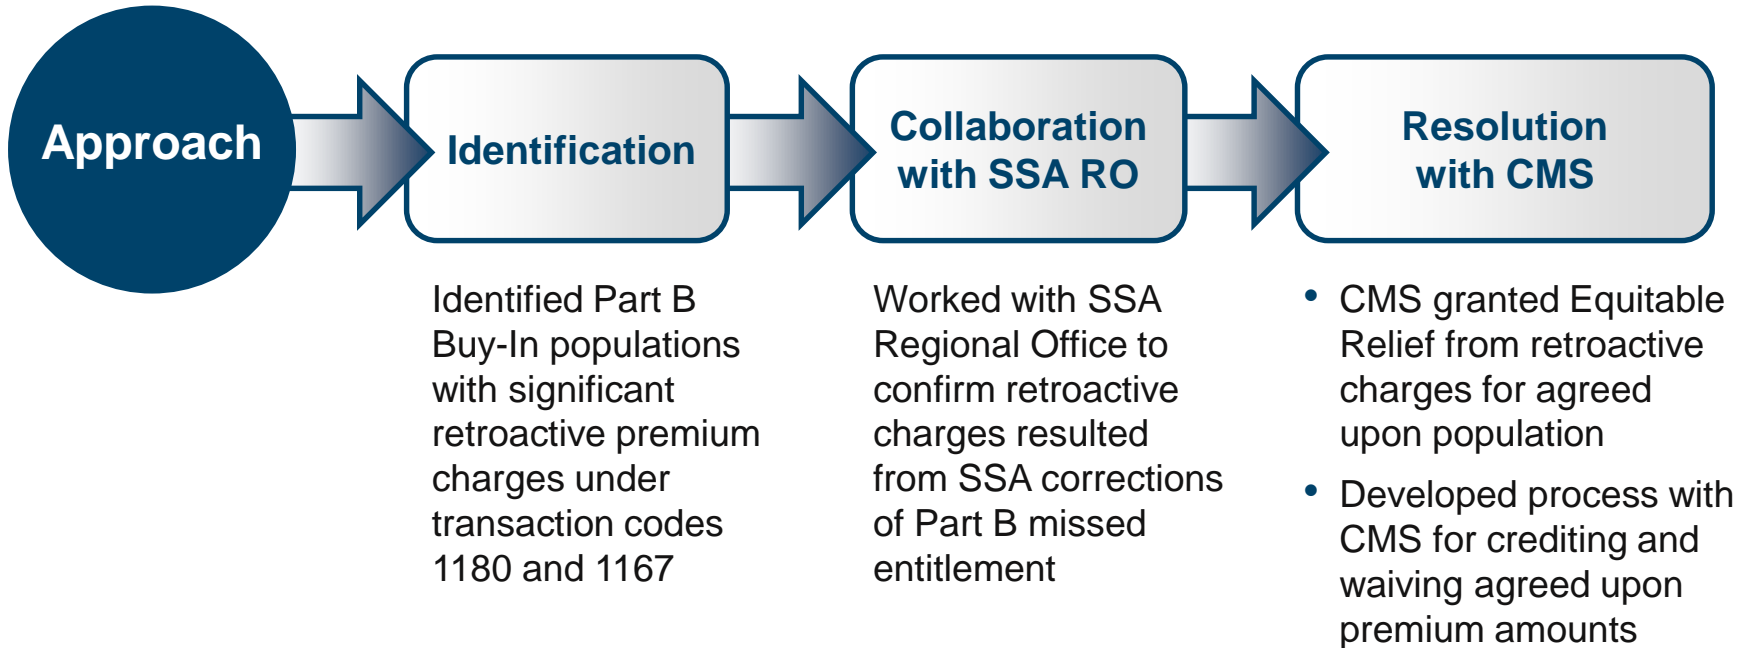 Approach
Identification
Collaboration
with SSA RO
Resolution
with CMS
Identified Part B
Buy-In populations
with significant
retroactive premium
charges under
transaction codes
1180 and 1167
Worked with SSA
Regional Office to
confirm retroactive
charges resulted
from SSA corrections
of Part B missed
entitlement
• CMS granted Equitable
Relief from retroactive
charges for agreed
upon population
• Developed process with
CMS for crediting and
waiving agreed upon
premium amounts